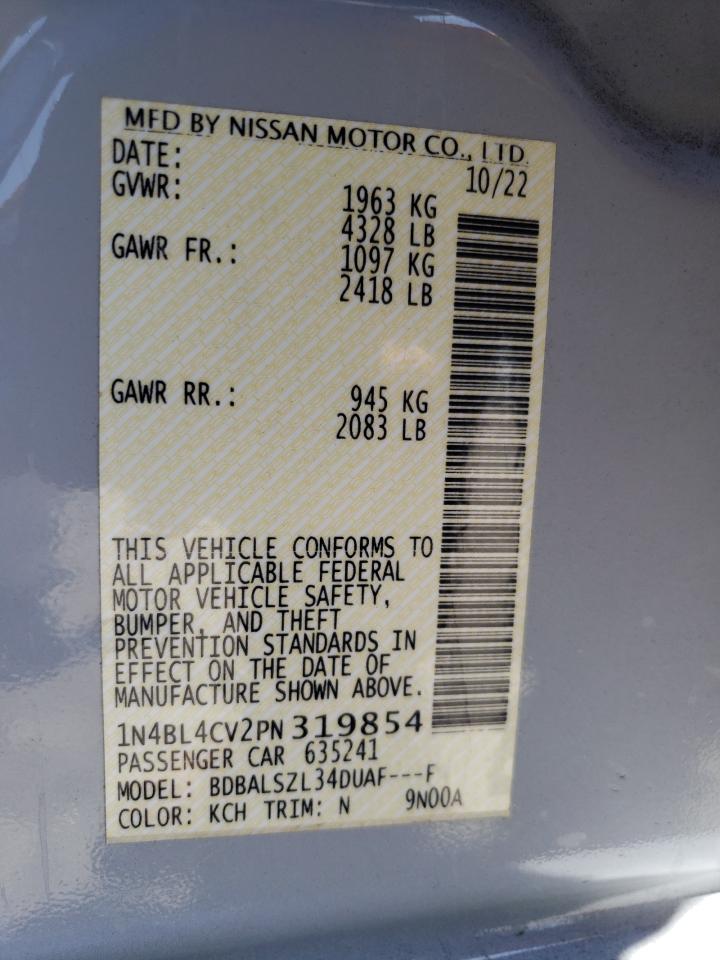 MFD BY NISSAN MOTOR CO., LTD.
DATE: 10/22
GVWR: 1963 KG
4328 LB
GAWR FR.: 1097 KG
2418 LB
GAWR RR.: 945 KG
2083 LB
THIS VEHICLE CONFORMS TO
ALL APPLICABLE FEDERAL
MOTOR VEHICLE SAFETY,
BUMPER, AND THEFT
PREVENTION STANDARDS IN
EFFECT ON THE DATE OF
MANUFACTURE SHOWN ABOVE.
1N4BL4CV2PN319854
PASSENGER CAR 635241
MODEL: BDBALSZL34DUAF---F
COLOR: KCH TRIM: N 9N00A